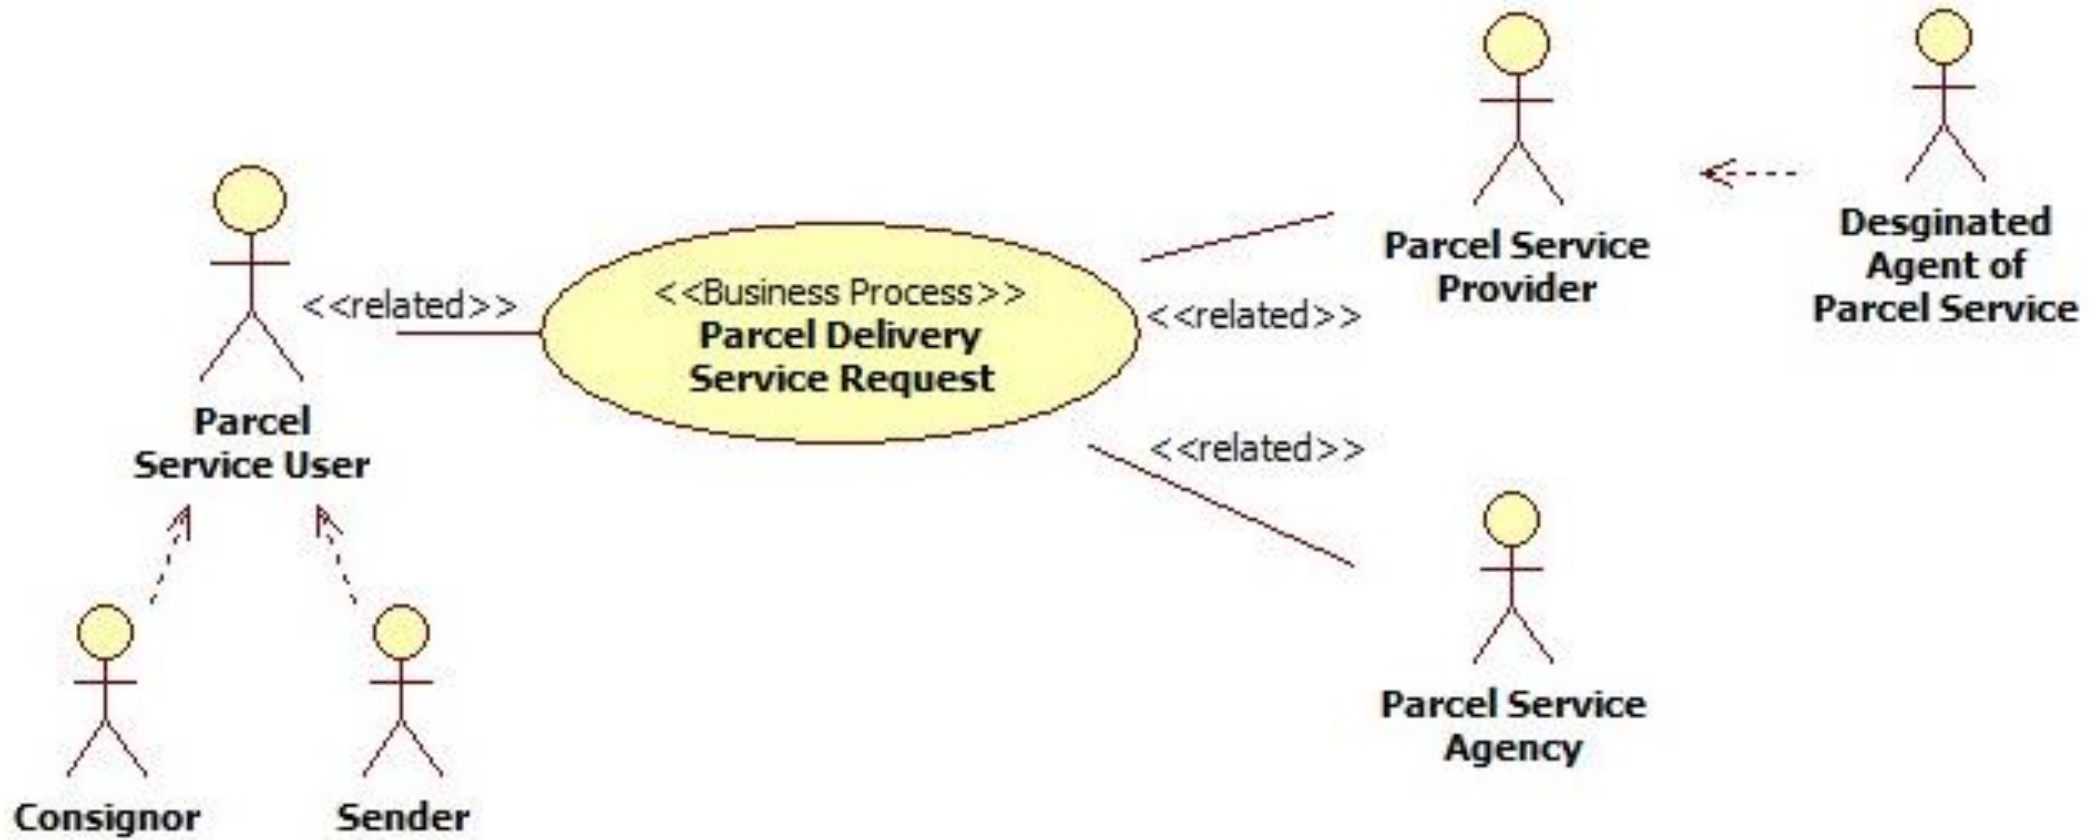 Parcel Service
Provider
Desginated
Agent of
Parcel Service
<<related>>
<<Business Process>>
Parcel Delivery
Service Request
<<related>>
<<related>>
Parcel
Service User
Parcel Service
Agency
Consignor
Sender